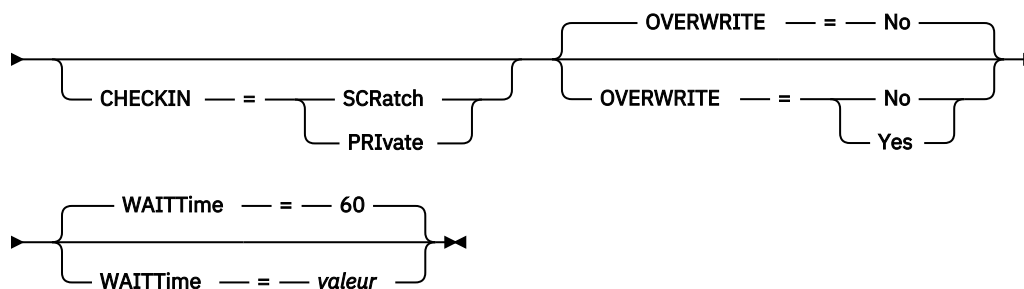 OVERWRITE = No
CHECKIN = SCRatch
PRIvate
OVERWRITE = No
Yes
WAITTime = 60
WAITTime = valeur